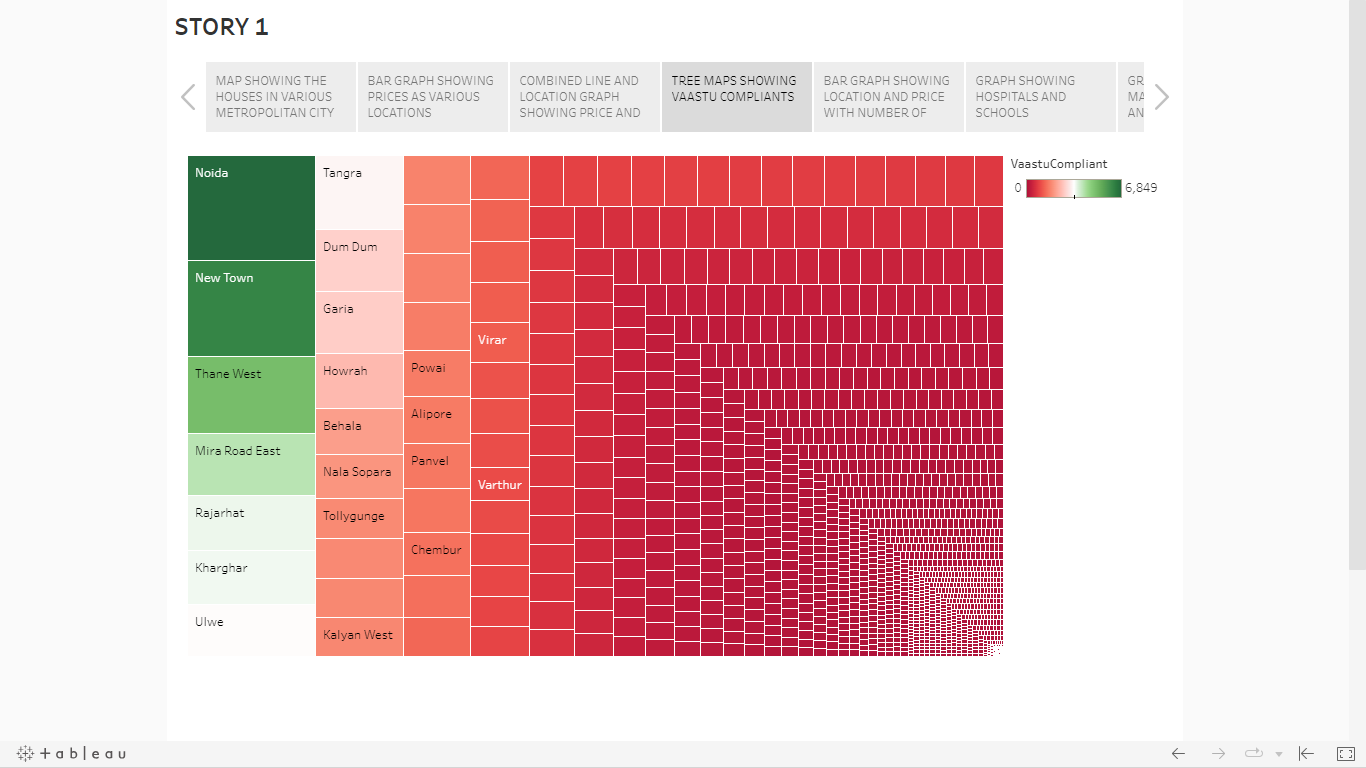 STORY 1
MAP SHOWING THE
HOUSES IN VARIOUS
METROPOLITAN CITY
BAR GRAPH SHOWING
PRICES AS VARIOUS
LOCATIONS
COMBINED LINE AND
LOCATION GRAPH
SHOWING PRICE AND
TREE MAPS SHOWING
VAASTU COMPLIANTS
BAR GRAPH SHOWING
LOCATION AND PRICE
WITH NUMBER OF
GRAPH SHOWING
HOSPITALS AND
SCHOOLS
GR
MA
AN
Noida
New Town
Thane West
Mira Road East
Rajarhat
Kharghar
Ulwe
Tangra
Dum Dum
Garia
Howrah
Behala
Nala Sopara
Tollygunge
Kalyan West
Powai
Alipore
Panvel
Chembur
Virar
Varthur
VaastuCompliant
0 6,849
+ a b | e a u